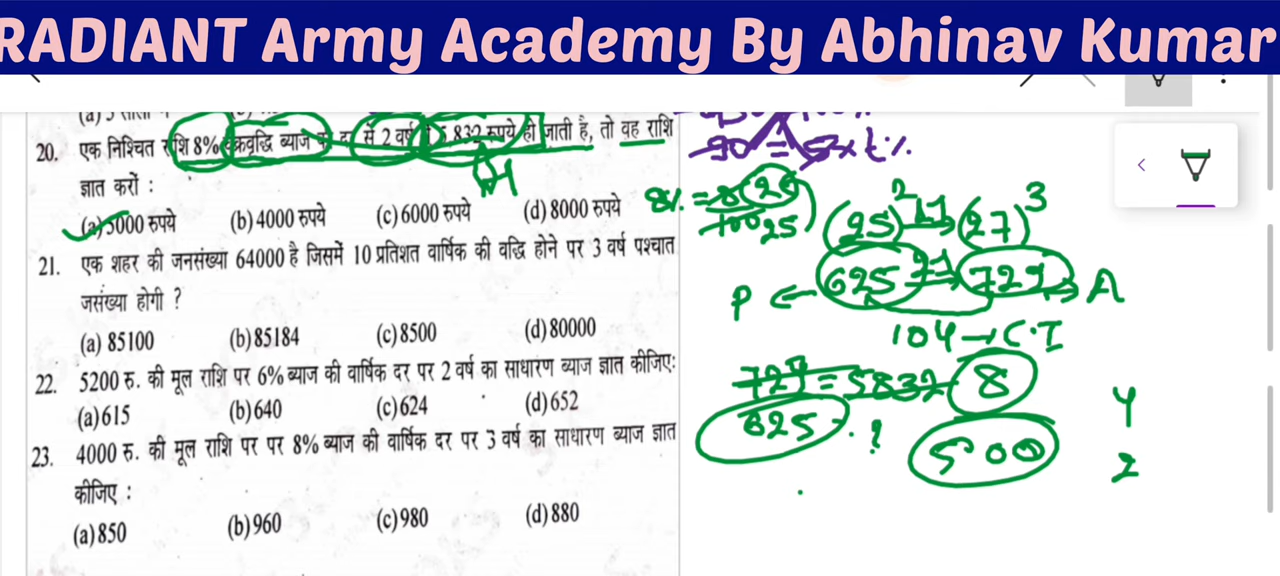 RADIANT Army Academy By Abhinav Kumar
20. एक निश्चित राशि 8% चक्रवृद्धि ब्याज की दर से 2 वर्ष में 5832 रुपये हो जाती है, तो वह राशि
ज्ञात करों :
(a) 5000 रुपये (b) 4000 रुपये (c) 6000 रुपये (d) 8000 रुपये
21. एक शहर की जनसंख्या 64000 है जिसमें 10 प्रतिशत वार्षिक की वद्धि होने पर 3 वर्ष पश्चात
जसंख्या होगी ?
(a) 85100 (b) 85184 (c) 8500 (d) 80000
22. 5200 रु. की मूल राशि पर 6% ब्याज की वार्षिक दर पर 2 वर्ष का साधारण ब्याज ज्ञात कीजिए:
(a) 615 (b) 640 (c) 624 (d) 652
23. 4000 रु. की मूल राशि पर पर 8% ब्याज की वार्षिक दर पर 3 वर्ष का साधारण ब्याज ज्ञात
कीजिए :
(a) 850 (b) 960 (c) 980 (d) 880
A
8% = 8 2
100 25
(25)² (27)³
P ← 625 729 → A
104 → C.I
729 = 5832 8
625 . ?
5000